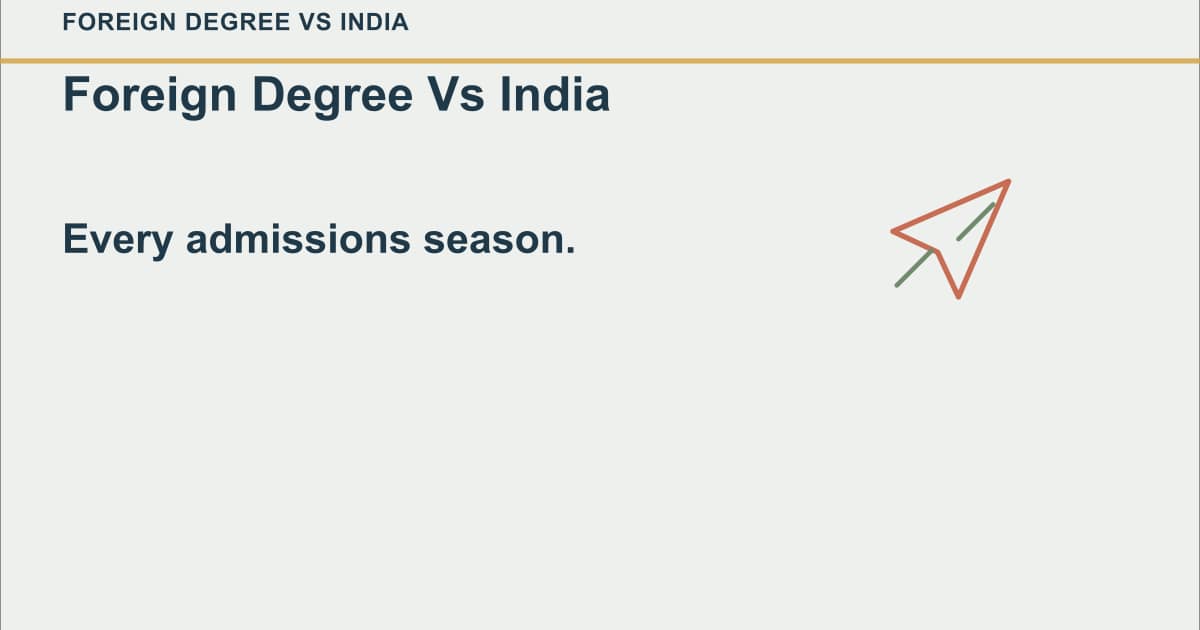 FOREIGN DEGREE VS INDIA
Foreign Degree Vs India
Every admissions season.